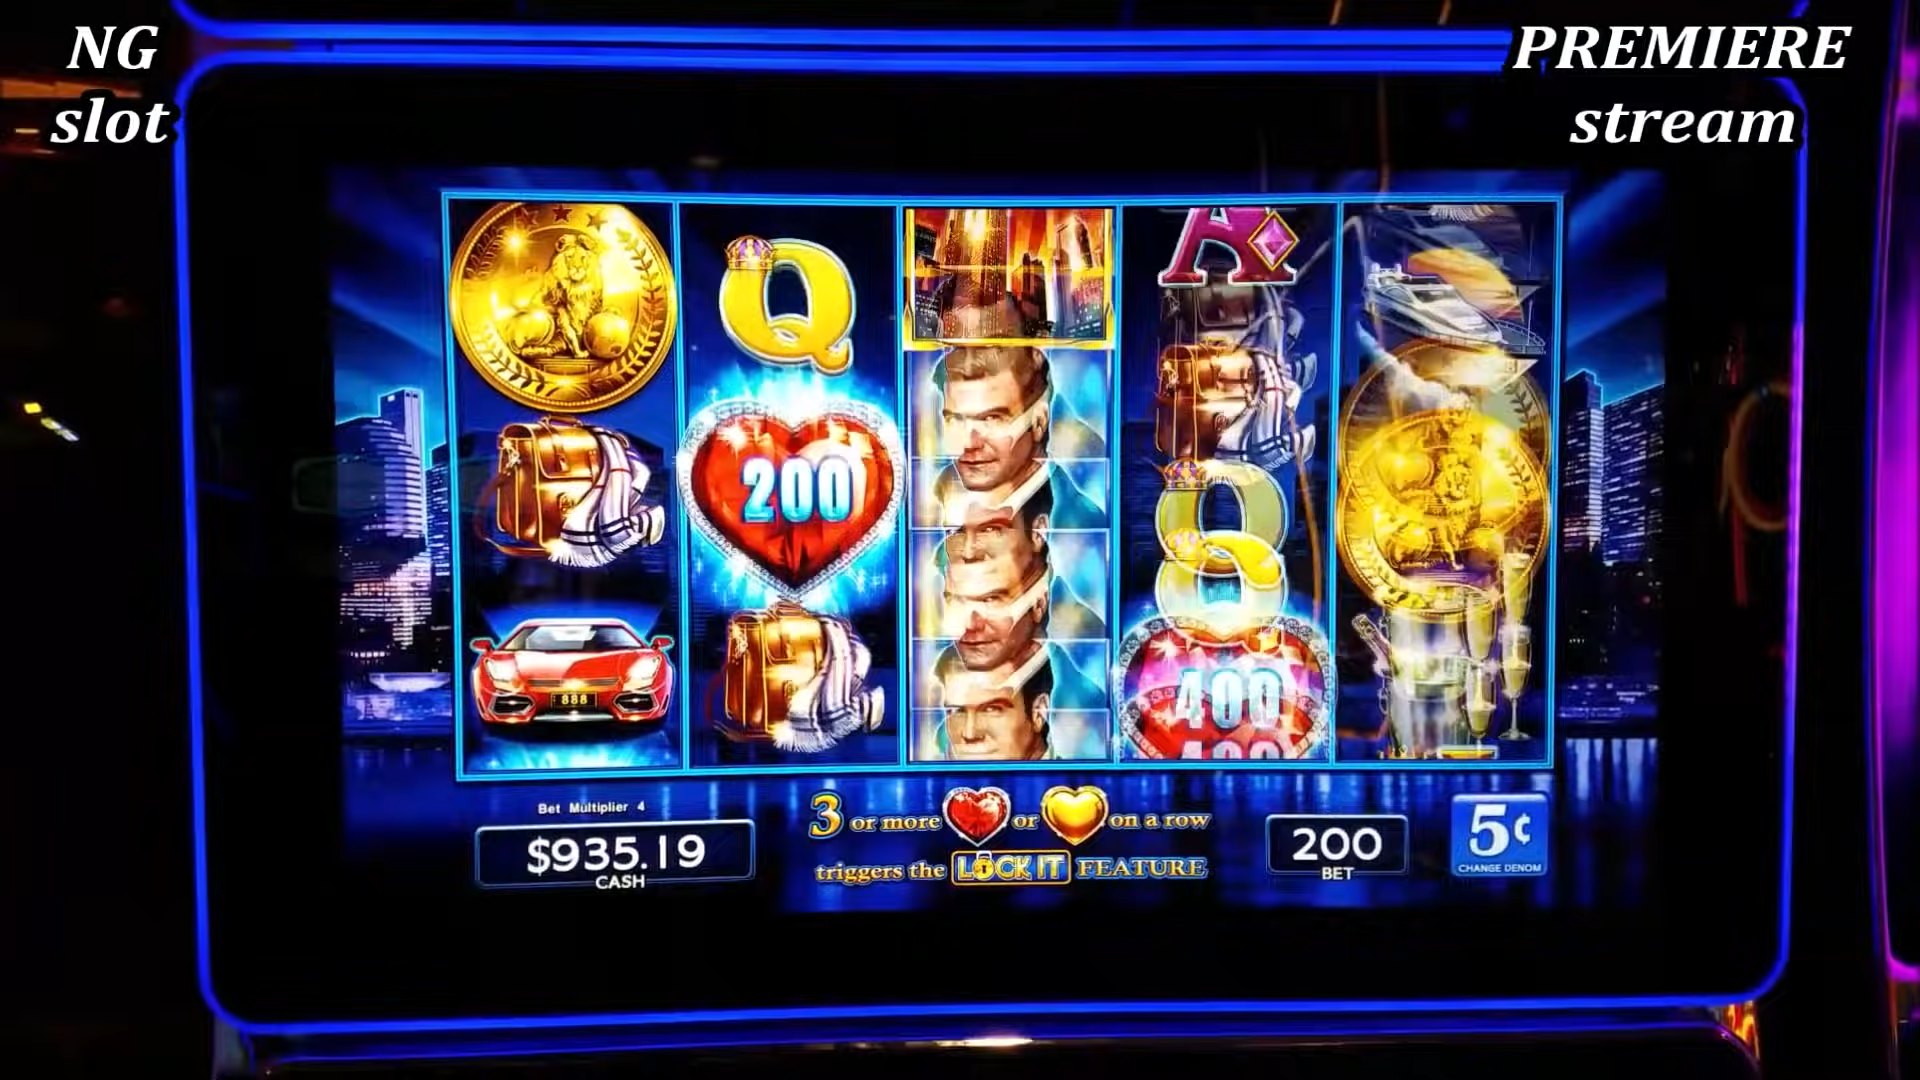 NG
slot
PREMIERE
stream
Q
A
200
888
Q
400
400
Bet Multiplier 4
$935.19
CASH
3 or more or on a row
triggers the LOCK IT FEATURE
200
BET
5¢
CHANGE DENOM